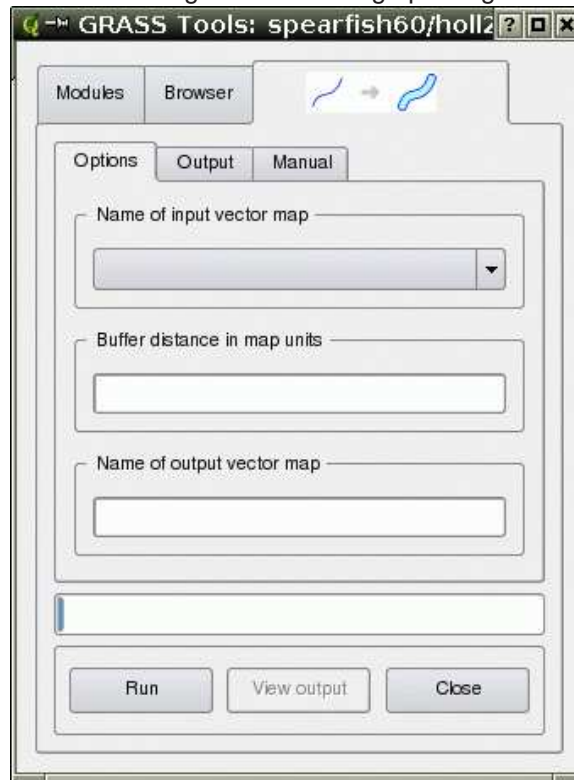 GRASS Tools: spearfish60/holl2
Modules Browser
Options Output Manual
Name of input vector map
Buffer distance in map units
Name of output vector map
Run View output Close